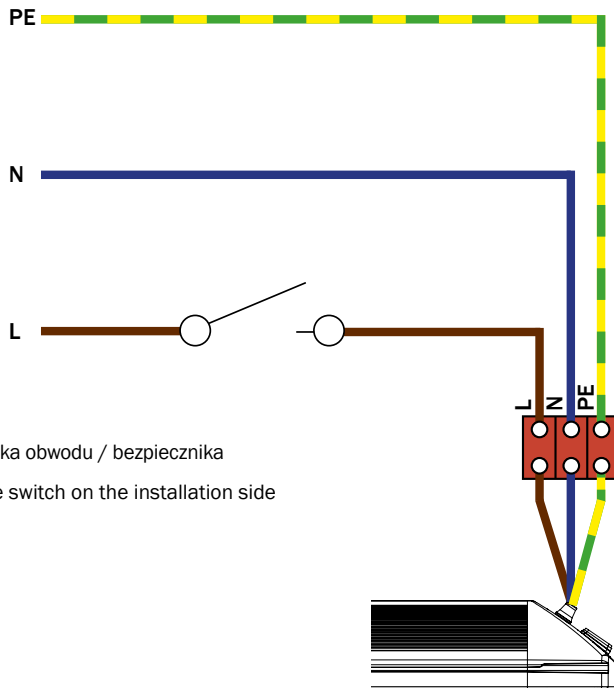 PE
N
L
L N PE
ka obwodu / bezpiecznika
switch on the installation side